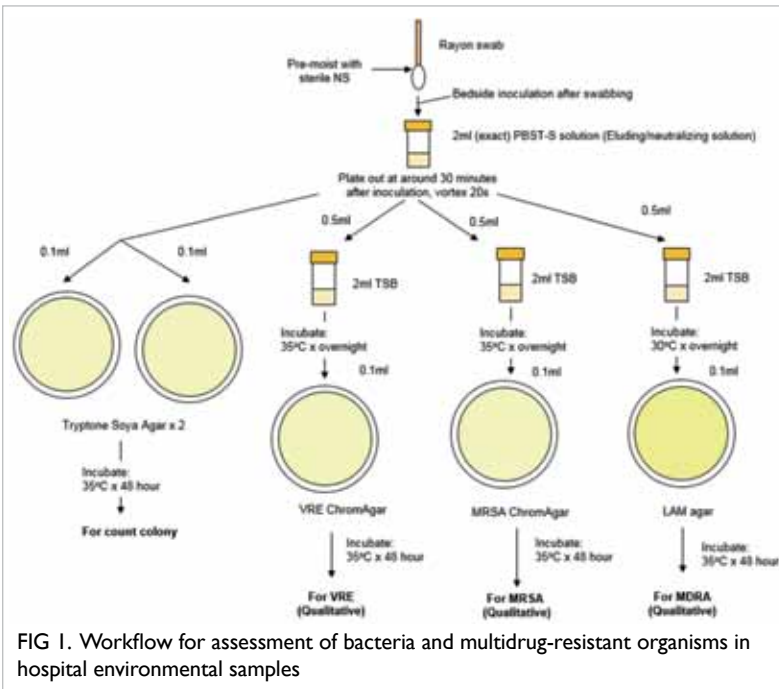 Rayon swab
Pre-moist with
sterile NS
Bedside inoculation after swabbing
2ml (exact) PBST-S solution (Eluding/neutralizing solution)
Plate out at around 30 minutes
after inoculation, vortex 20s
0.1ml
0.1ml
0.5ml
0.5ml
0.5ml
2ml TSB
2ml TSB
2ml TSB
Incubate:
35ºC x overnight
Incubate:
35ºC x overnight
Incubate:
30ºC x overnight
0.1ml
0.1ml
0.1ml
Tryptone Soya Agar x 2
Incubate:
35ºC x 48 hour
For count colony
VRE ChromAgar
MRSA ChromAgar
LAM agar
Incubate:
35ºC x 48 hour
Incubate:
35ºC x 48 hour
Incubate:
35ºC x 48 hour
For VRE
(Qualitative)
For MRSA
(Qualitative)
For MDRA
(Qualitative)
FIG 1. Workflow for assessment of bacteria and multidrug-resistant organisms in
hospital environmental samples